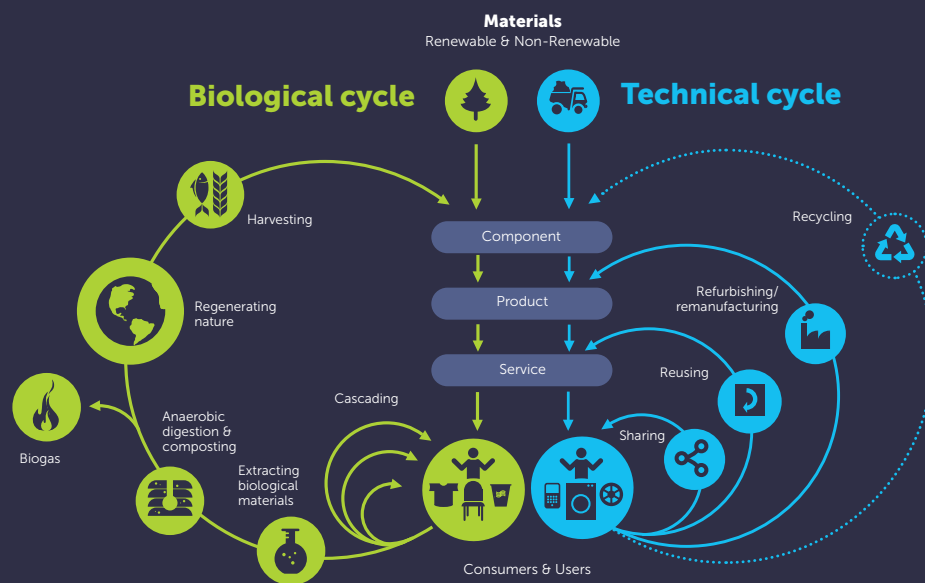 Materials
Renewable & Non-Renewable
Biological cycle
Technical cycle
Harvesting
Recycling
Component
Regenerating
nature
Product
Refurbishing/
remanufacturing
Service
Reusing
Cascading
Anaerobic
digestion &
composting
Sharing
Biogas
Extracting
biological
materials
Consumers & Users